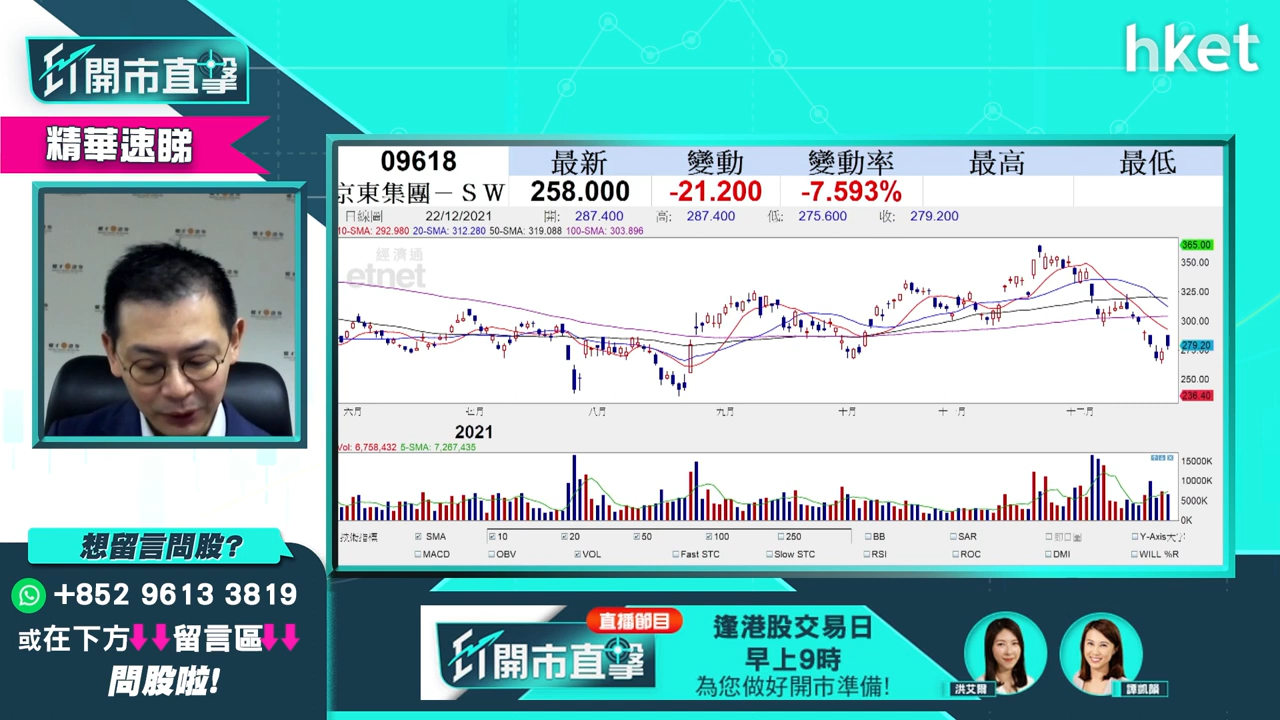 hket
ET開市直擊
精華速睇
09618
最新
變動
變動率
最高
最低
京東集團－ＳＷ
258.000
-21.200
-7.593%
日線圖
22/12/2021
開: 287.400
高: 287.400
低: 275.600
收: 279.200
10-SMA: 292.980 20-SMA: 312.280 50-SMA: 319.088 100-SMA: 303.896
經濟通
etnet
365.00
350.00
325.00
300.00
279.20
250.00
236.40
六月
七月
八月
九月
十月
十一月
十二月
2021
Vol: 6,758,432 5-SMA: 7,267,435
15000K
10000K
5000K
0K
SMA
10
20
50
100
250
BB
SAR
MACD
OBV
VOL
Fast STC
Slow STC
RSI
ROC
DMI
WILL %R
想留言問股?
+852 9613 3819
或在下方 留言區
問股啦!
直播節目
ET開市直擊
逢港股交易日
早上9時
為您做好開市準備!
洪艾爾
譚凱頤